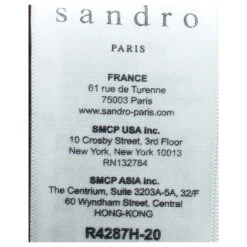 sandro
PARIS
FRANCE
61 rue de Turenne
75003 Paris
www.sandro-paris.com
SMCP USA Inc.
10 Crosby Street, 3rd Floor
New York, New York 10013
RN132784
SMCP ASIA Inc.
The Centrium, Suite 3203A-5A, 32/F
60 Wyndham Street, Central
HONG-KONG
R4287H-20